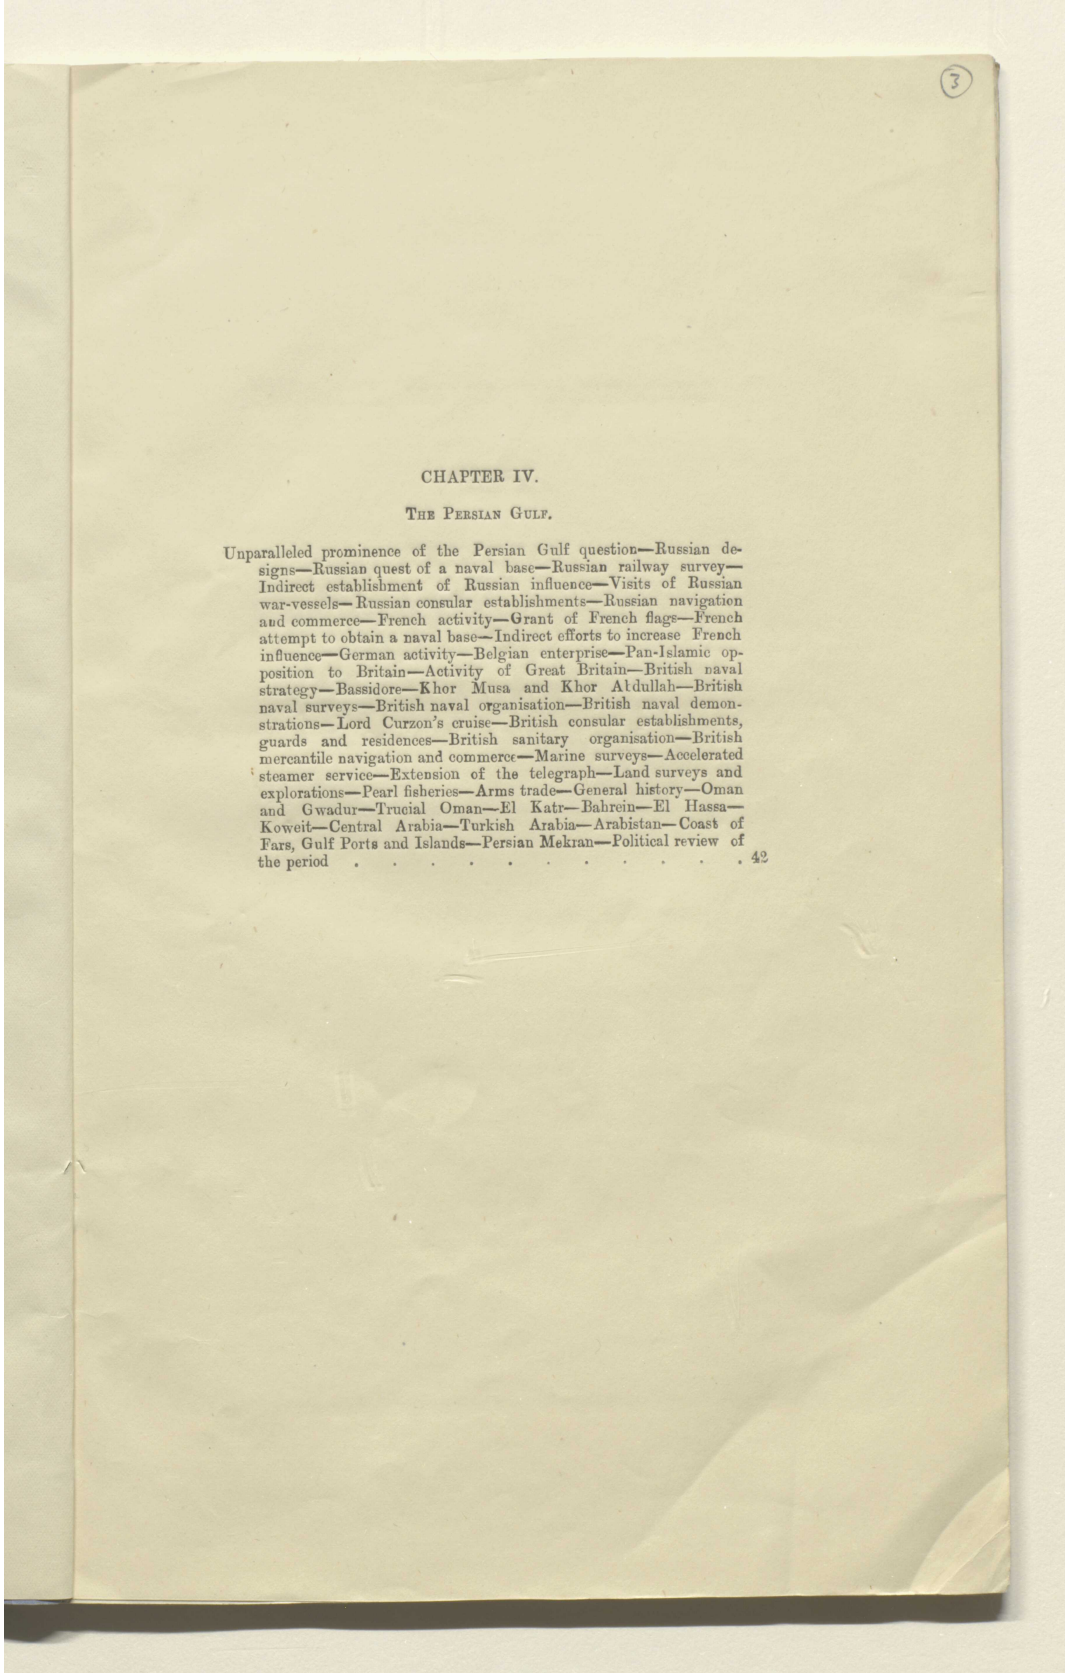 3
CHAPTER IV.
THE PERSIAN GULF.
Unparalleled prominence of the Persian Gulf question—Russian de-
signs—Russian quest of a naval base—Russian railway survey—
Indirect establishment of Russian influence—Visits of Russian
war-vessels—Russian consular establishments—Russian navigation
and commerce—French activity—Grant of French flags—French
attempt to obtain a naval base—Indirect efforts to increase French
influence—German activity—Belgian enterprise—Pan-Islamic op-
position to Britain—Activity of Great Britain—British naval
strategy—Bassidore—Khor Musa and Khor Abdullah—British
naval surveys—British naval organisation—British naval demon-
strations—Lord Curzon's cruise—British consular establishments,
guards and residences—British sanitary organisation—British
mercantile navigation and commerce—Marine surveys—Accelerated
steamer service—Extension of the telegraph—Land surveys and
explorations—Pearl fisheries—Arms trade—General history—Oman
and Gwadur—Trucial Oman—El Katr—Bahrein—El Hassa—
Koweit—Central Arabia—Turkish Arabia—Arabistan—Coast of
Fars, Gulf Ports and Islands—Persian Mekran—Political review of
the period . . . . . . . . . . . 42